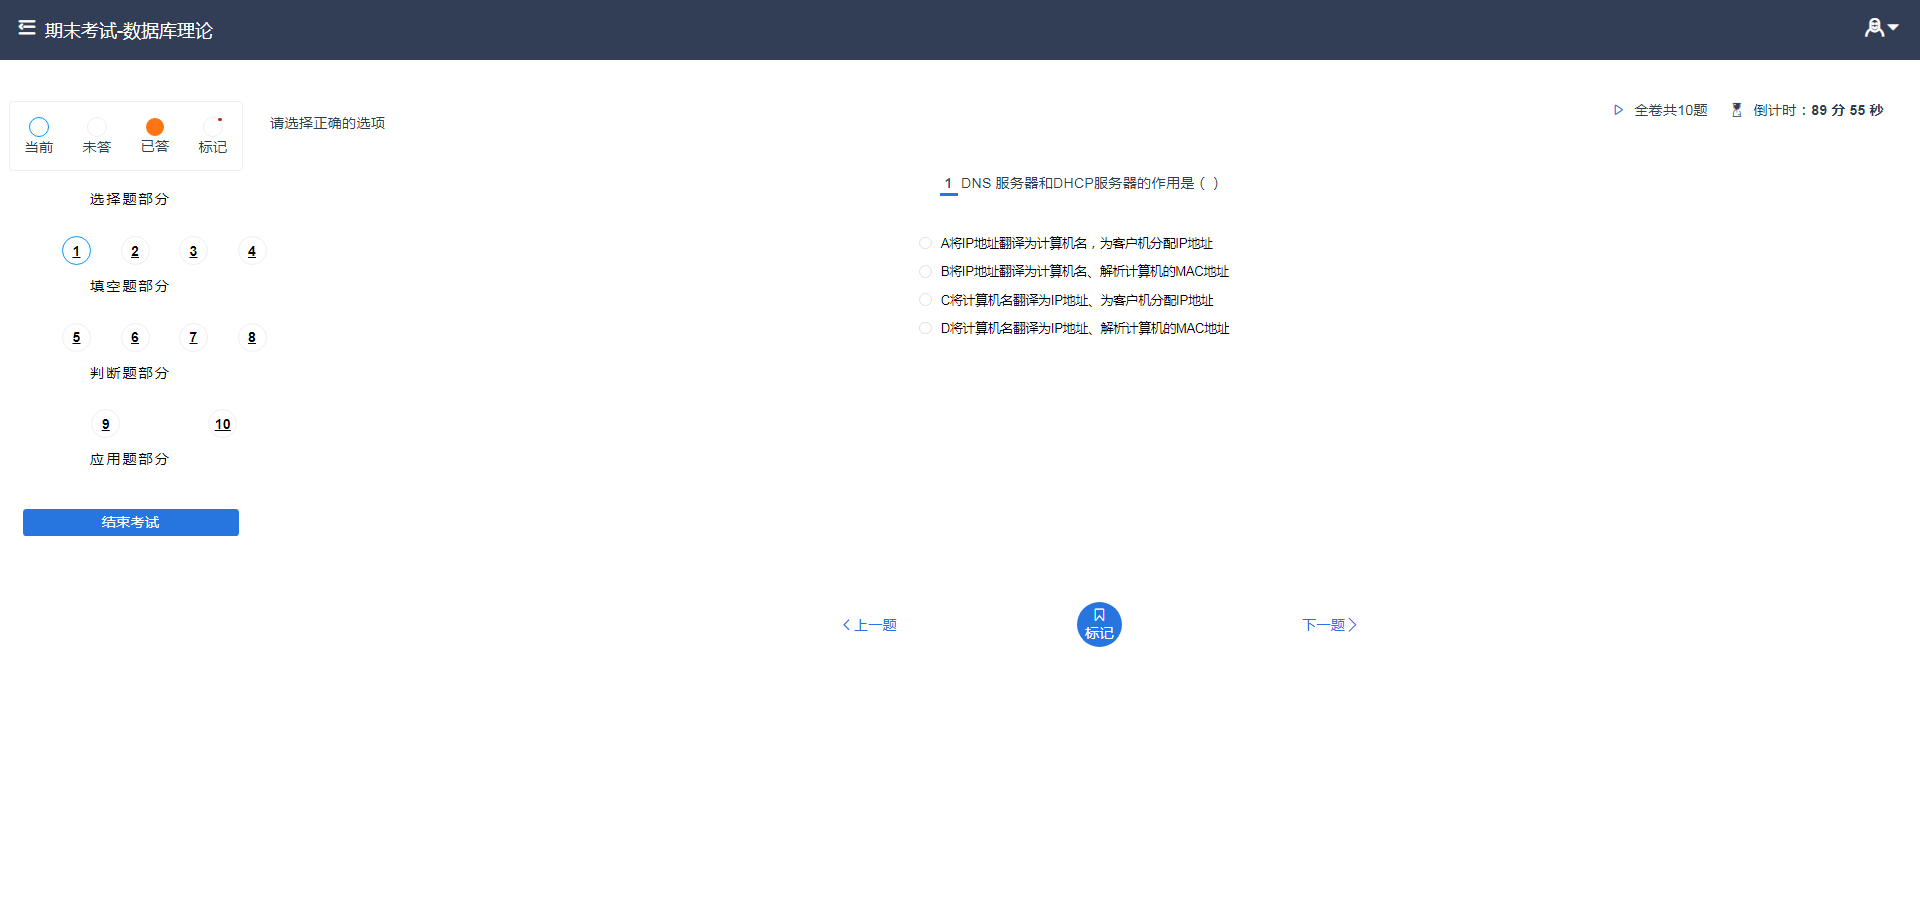 期末考试-数据库理论
当前 未答 已答 标记
请选择正确的选项
全卷共10题 倒计时：89 分 55 秒
选择题部分
1 2 3 4
填空题部分
5 6 7 8
判断题部分
9 10
应用题部分
结束考试
1 DNS 服务器和DHCP服务器的作用是 ( )
A将IP地址翻译为计算机名，为客户机分配IP地址
B将IP地址翻译为计算机名、解析计算机的MAC地址
C将计算机名翻译为IP地址、为客户机分配IP地址
D将计算机名翻译为IP地址、解析计算机的MAC地址
上一题 标记 下一题